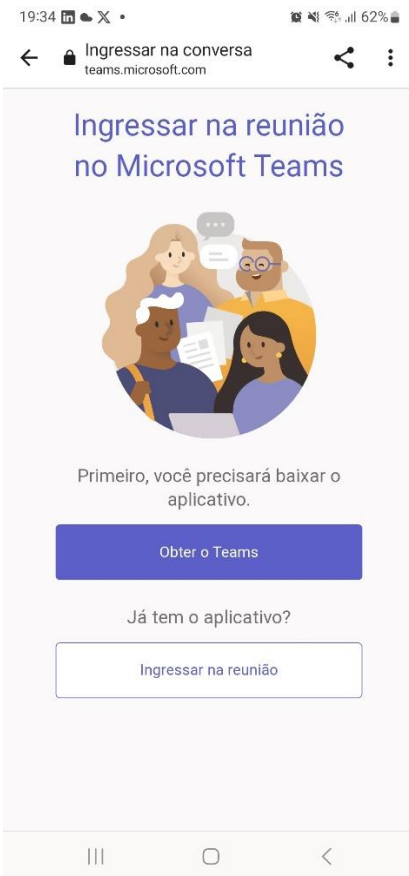 19:34
62%
Ingressar na conversa
teams.microsoft.com
Ingressar na reunião
no Microsoft Teams
Primeiro, você precisará baixar o
aplicativo.
Obter o Teams
Já tem o aplicativo?
Ingressar na reunião